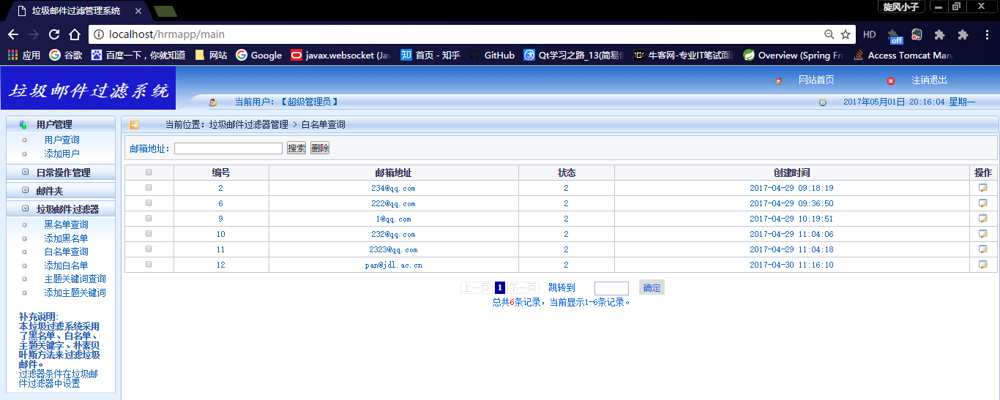 垃圾邮件过滤管理系统
旋风小子
localhost/hrmapp/main
HD
off
应用 谷歌 百度一下，你就知道 网站 Google javax.websocket (Jav 首页 - 知乎 GitHub Qt学习之路_13(简易俄 牛客网-专业IT笔试面试 Overview (Spring Fra Access Tomcat Mana
垃圾邮件过滤系统
网站首页 注销退出
当前用户：【超级管理员】 2017年05月01日 20:16:04 星期一
用户管理
用户查询
添加用户
日常操作管理
邮件夹
垃圾邮件过滤器
黑名单查询
添加黑名单
白名单查询
添加白名单
主题关键词查询
添加主题关键词
补充说明:
本垃圾过滤系统采用
了黑名单、白名单、
主题关键字、朴素贝
叶斯方法来过滤垃圾
邮件。
过滤器条件在垃圾邮
件过滤器中设置
当前位置：垃圾邮件过滤器管理 > 白名单查询
邮箱地址： 搜索 删除
编号 邮箱地址 状态 创建时间 操作
2 234@qq.com 2 2017-04-29 09:18:19
6 222@qq.com 2 2017-04-29 09:36:50
9 1@qq.com 2 2017-04-29 10:19:51
10 232@qq.com 2 2017-04-29 11:04:06
11 2323@qq.com 2 2017-04-29 11:04:18
12 pan@jdl.ac.cn 2 2017-04-30 11:16:10
上一页 1 下一页 跳转到 确定
总共6条记录，当前显示1-6条记录。